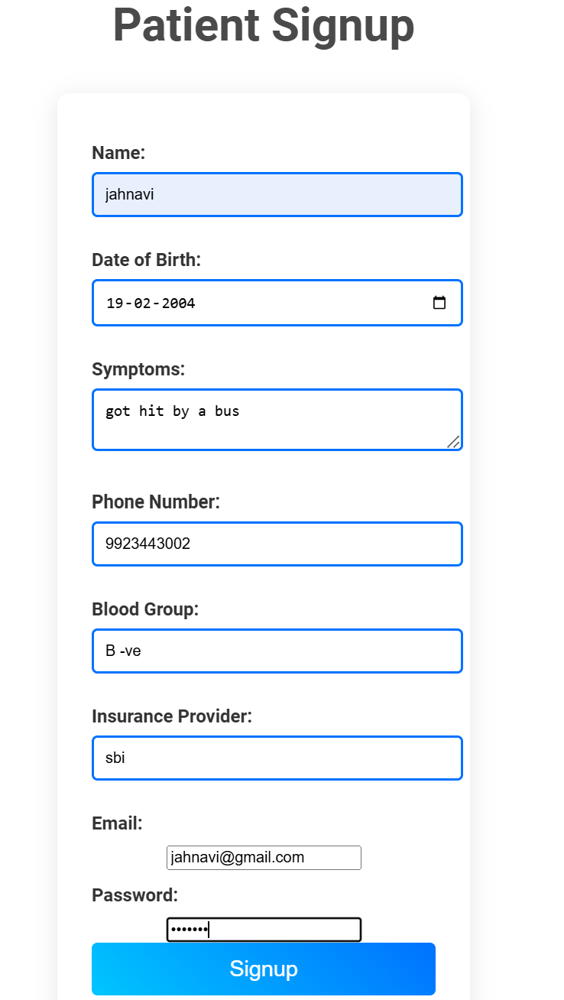 Patient Signup
Name:
jahnavi
Date of Birth:
19-02-2004
Symptoms:
got hit by a bus
Phone Number:
9923443002
Blood Group:
B -ve
Insurance Provider:
sbi
Email:
jahnavi@gmail.com
Password:
•••••••
Signup